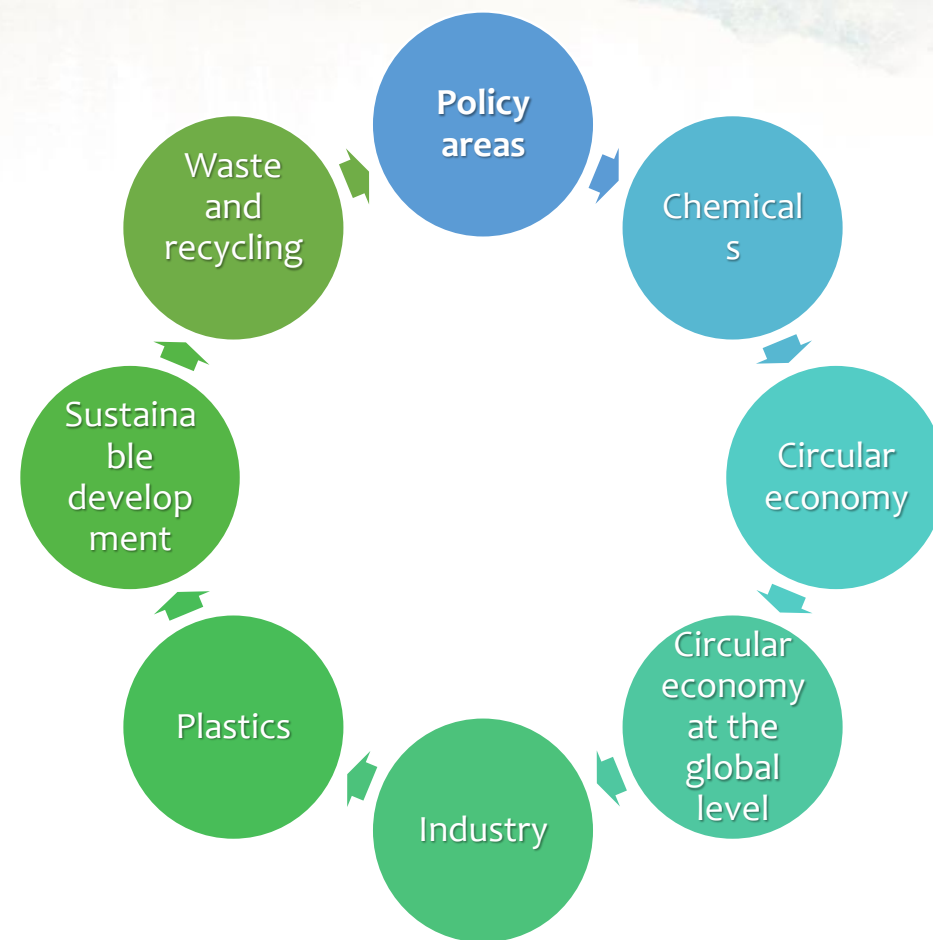 Policy
areas
Chemical
s
Circular
economy
Circular
economy
at the
global
level
Industry
Plastics
Sustaina
ble
develop
ment
Waste
and
recycling